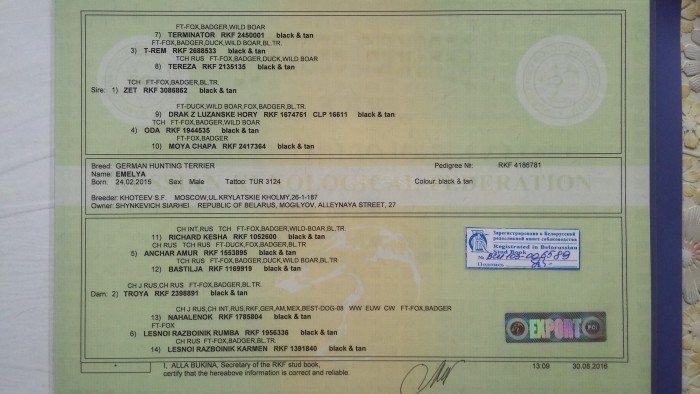 FT-FOX,BADGER,WILD BOAR
7) TERMINATOR RKF 2450001 black & tan
FT-FOX,BADGER,DUCK,WILD BOAR,BL.TR.
3) T-REM RKF 2688533 black & tan
TCH RUS FT-FOX,BADGER,DUCK,WILD BOAR
8) TEREZA RKF 2135135 black & tan
TCH FT-FOX,BADGER,BL.TR.
Sire: 1) ZET RKF 3086862 black & tan
FT-DUCK,WILD BOAR,FOX,BADGER,BL.TR.
9) DRAK Z LUZANSKE HORY RKF 1674761 CLP 16611 black & tan
TCH FT-FOX,BADGER,WILD BOAR
4) ODA RKF 1944535 black & tan
FT-FOX,BADGER
10) MOYA CHAPA RKF 2417364 black & tan
Breed: GERMAN HUNTING TERRIER Pedigree №: RKF 4186781
Name: EMELYA
Born: 24.02.2015 Sex: Male Tattoo: TUR 3124 Colour: black & tan
Breeder: KHOTEEV S.F. MOSCOW,UL.KRYLATSKIE KHOLMY,26-1-187
Owner: SHYNKEVICH SIARHEI REPUBLIC OF BELARUS, MOGILYOV, ALLEYNAYA STREET, 27
CH INT,RUS TCH FT-FOX,BADGER,WILD-BOAR,BL.TR.
11) RICHARD KESHA RKF 1052600 black & tan
CH RUS TCH RUS FT-DUCK,FOX,BADGER,BL.TR
5) ANCHAR AMUR RKF 1553895 black & tan
TCH RUS FT-FOX,BADGER,DUCK,WILD BOAR,BL.TR.
12) BASTILJA RKF 1169919 black & tan
CH J RUS,CH RUS FT-FOX,BADGER,BL.TR.
Dam: 2) TROYA RKF 2398891 black & tan
CH J RUS,CH INT,RUS,RKF,GER,AM,MEX,BEST-DOG-08 WW EUW CW FT-FOX,BADGER
13) NAHALENOK RKF 1785804 black & tan
FT-FOX
6) LESNOI RAZBOINIK RUMBA RKF 1956336 black & tan
CH RUS FT-FOX,BADGER,BL.TR.
14) LESNOI RAZBOINIK KARMEN RKF 1391840 black & tan
Зарегистрировано в Белорусской
родословной книге собаководства
Registered in Belorussian
Stud Book
№
Подпись
EXPORT
FCI
I, ALLA BUKINA, Secretary of the RKF stud book,
certify that the hereabove information is correct and reliable.
13:09 30.08.2016